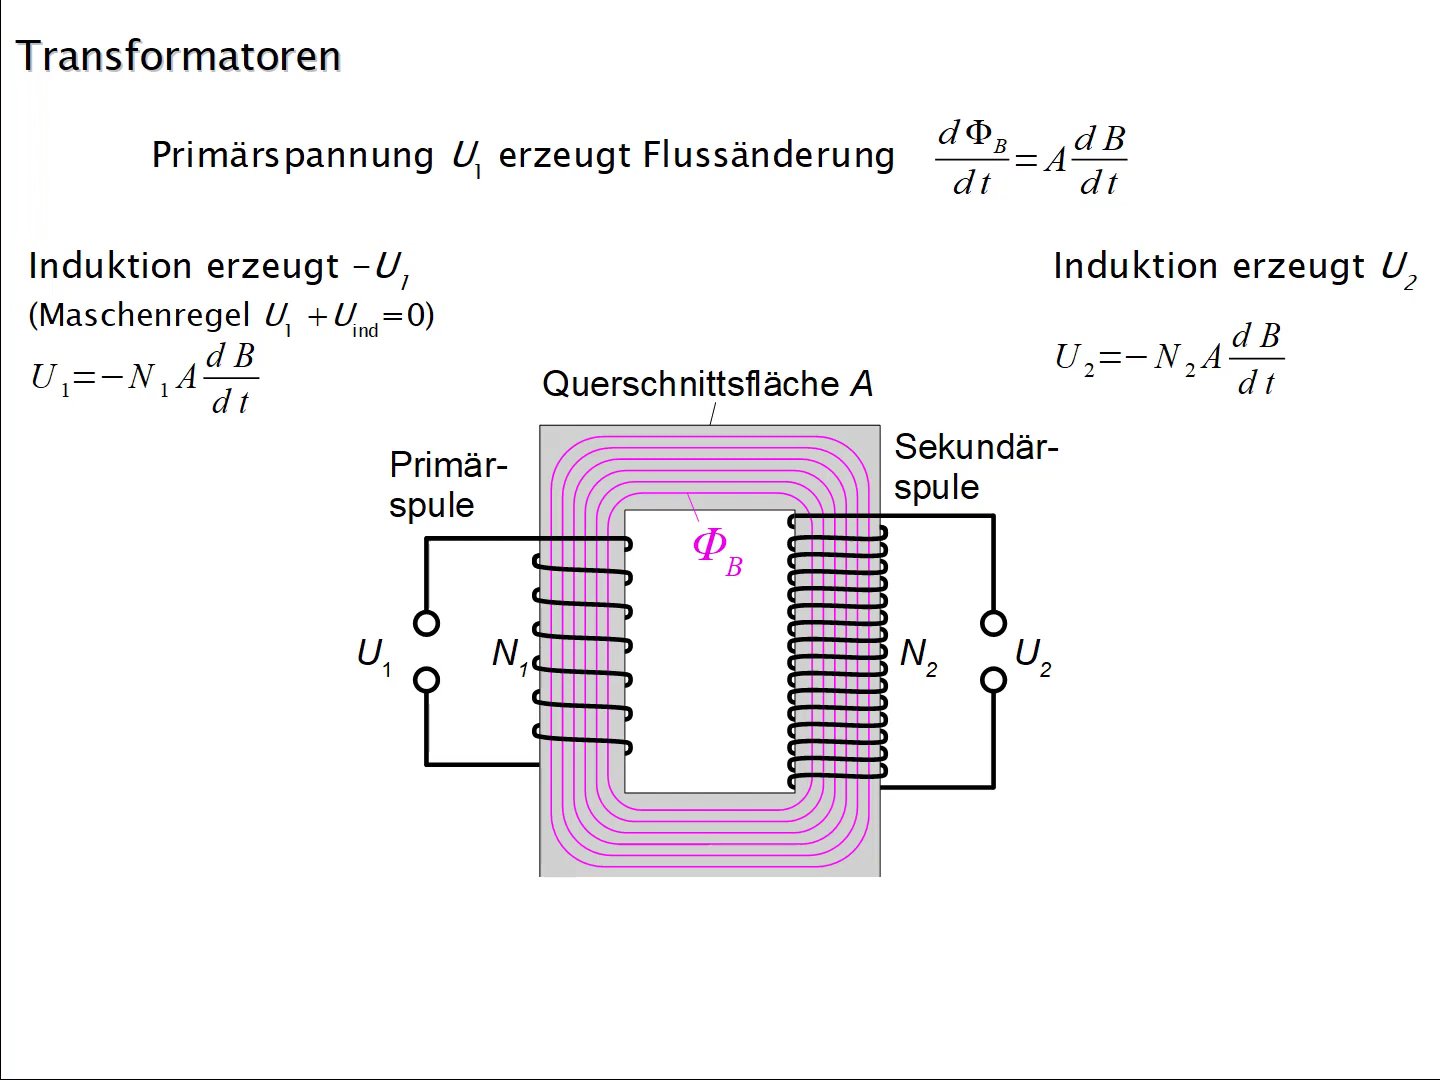 Transformatoren
Primärspannung U1 erzeugt Flussänderung dΦB/dt = A dB/dt
Induktion erzeugt −U1
(Maschenregel U1 +Uind=0)
U1=−N1 A dB/dt
Induktion erzeugt U2
U2=−N2 A dB/dt
Querschnittsfläche A
Primär-
spule
Sekundär-
spule
ΦB
U1
N1
N2
U2